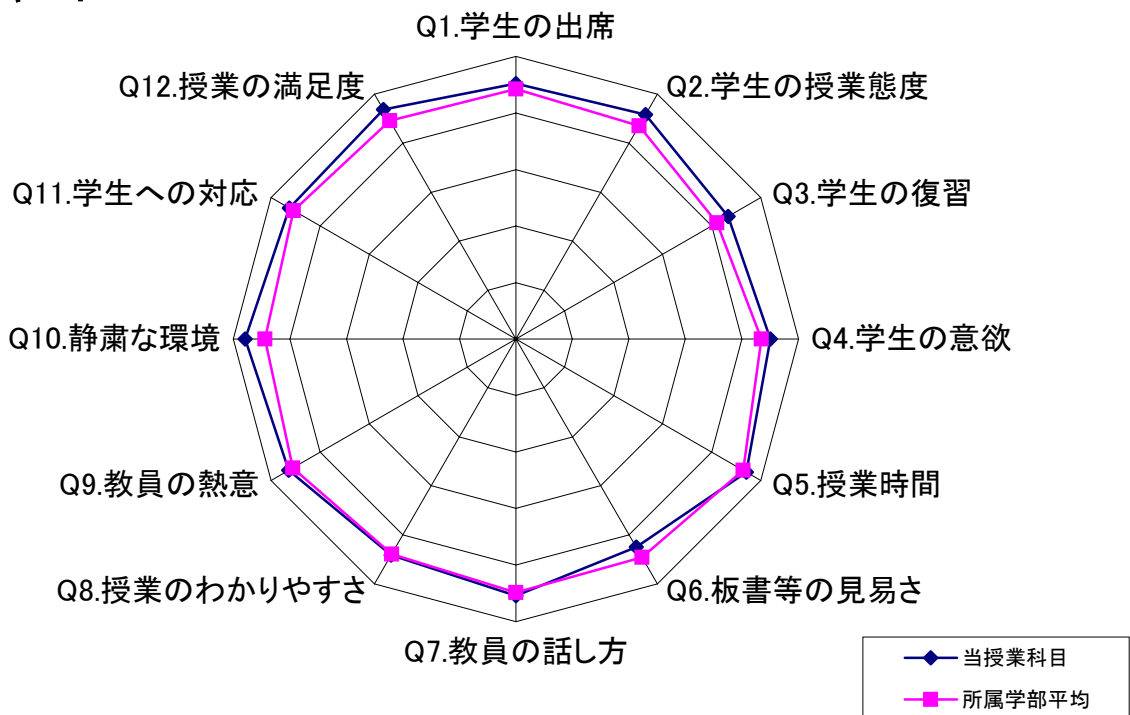 Q1.学生の出席
Q2.学生の授業態度
Q3.学生の復習
Q4.学生の意欲
Q5.授業時間
Q6.板書等の見易さ
Q7.教員の話し方
Q8.授業のわかりやすさ
Q9.教員の熱意
Q10.静粛な環境
Q11.学生への対応
Q12.授業の満足度
当授業科目
所属学部平均